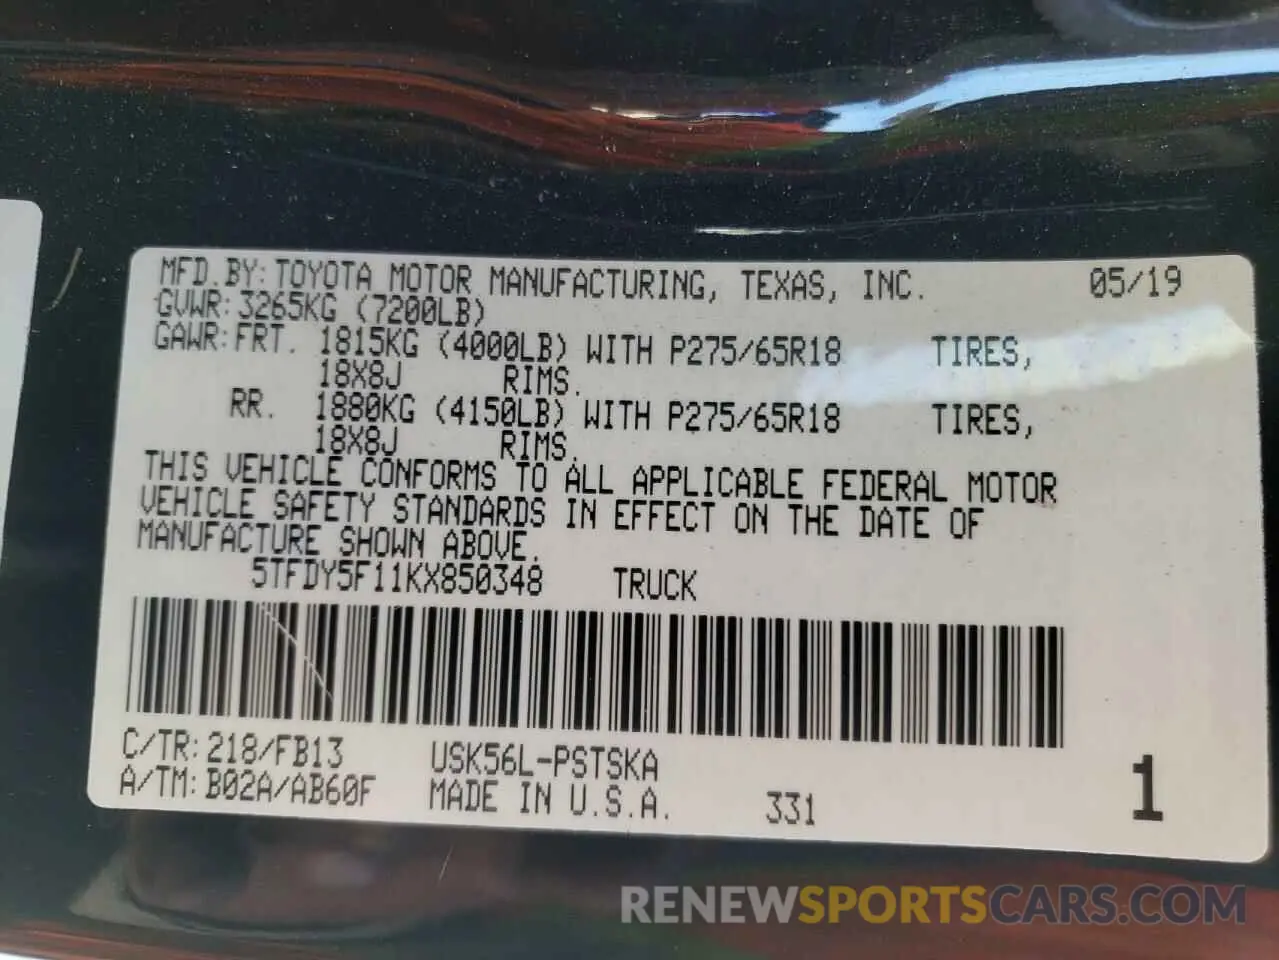 MFD.BY: TOYOTA MOTOR MANUFACTURING, TEXAS, INC. 05/19
GVWR: 3265KG (7200LB)
GAWR: FRT. 1815KG (4000LB) WITH P275/65R18 TIRES,
18X8J RIMS.
RR. 1880KG (4150LB) WITH P275/65R18 TIRES,
18X8J RIMS.
THIS VEHICLE CONFORMS TO ALL APPLICABLE FEDERAL MOTOR
VEHICLE SAFETY STANDARDS IN EFFECT ON THE DATE OF
MANUFACTURE SHOWN ABOVE.
5TFDY5F11KX850348 TRUCK
C/TR: 218/FB13 USK56L-PSTSKA
A/TM: B02A/AB60F MADE IN U.S.A. 331 1
RENEWSPORTSCARS.COM